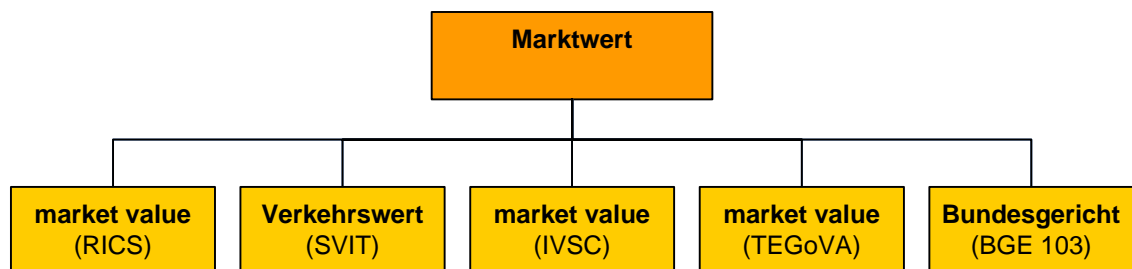 Marktwert
market value
(RICS)
Verkehrswert
(SVIT)
market value
(IVSC)
market value
(TEGoVA)
Bundesgericht
(BGE 103)